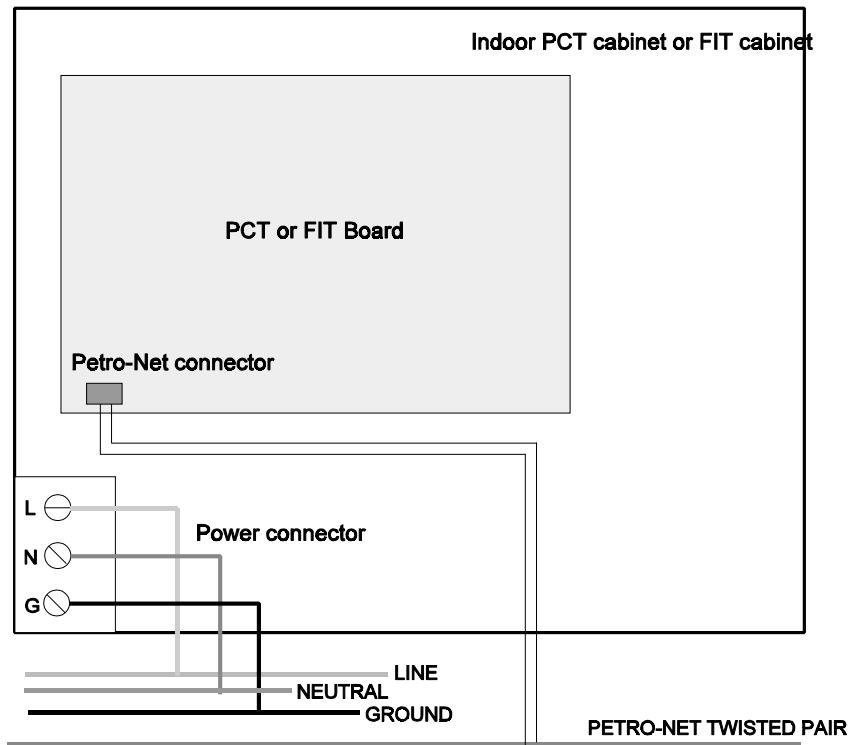 Indoor PCT cabinet or FIT cabinet
PCT or FIT Board
Petro-Net connector
L
Power connector
N
G
LINE
NEUTRAL
GROUND
PETRO-NET TWISTED PAIR